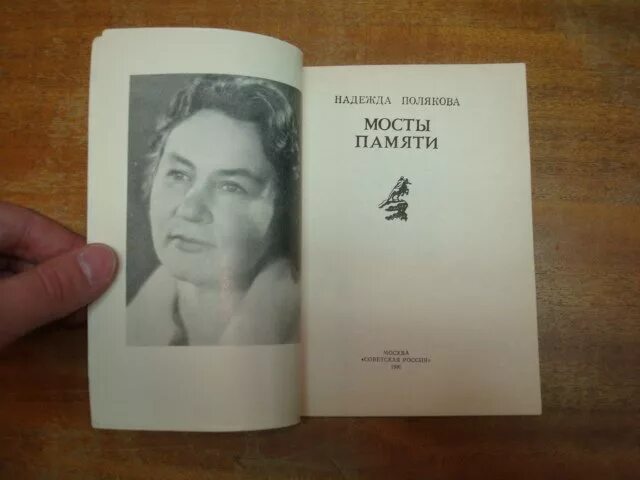 НАДЕЖДА ПОЛЯКОВА
МОСТЫ
ПАМЯТИ
МОСКВА
«СОВЕТСКАЯ РОССИЯ»